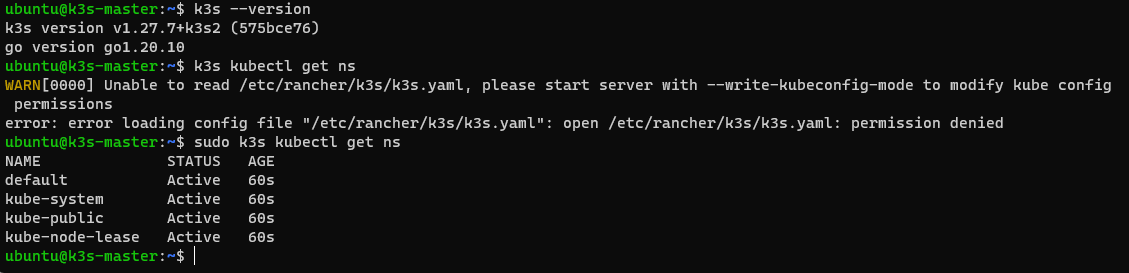 ubuntu@k3s-master:~$ k3s --version
k3s version v1.27.7+k3s2 (575bce76)
go version go1.20.10
ubuntu@k3s-master:~$ k3s kubectl get ns
WARN[0000] Unable to read /etc/rancher/k3s/k3s.yaml, please start server with --write-kubeconfig-mode to modify kube config
 permissions
error: error loading config file "/etc/rancher/k3s/k3s.yaml": open /etc/rancher/k3s/k3s.yaml: permission denied
ubuntu@k3s-master:~$ sudo k3s kubectl get ns
NAME              STATUS   AGE
default           Active   60s
kube-system       Active   60s
kube-public       Active   60s
kube-node-lease   Active   60s
ubuntu@k3s-master:~$